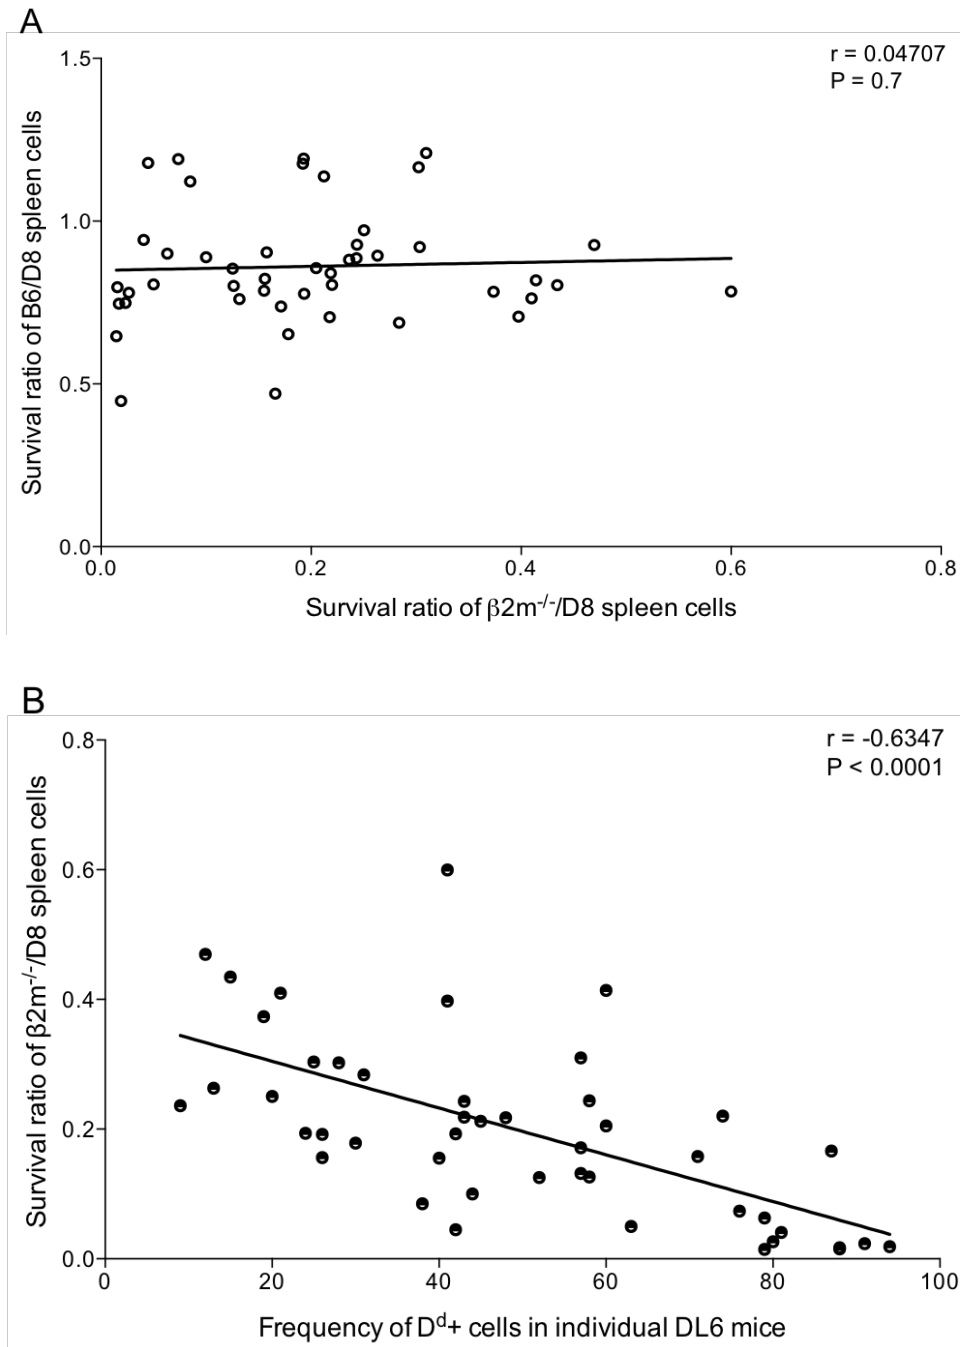 A
r = 0.04707
P = 0.7
Survival ratio of B6/D8 spleen cells
1.5
1.0
0.5
0.0
0.0 0.2 0.4 0.6 0.8
Survival ratio of β2m-/-/D8 spleen cells
B
r = -0.6347
P < 0.0001
Survival ratio of β2m-/-/D8 spleen cells
0.8
0.6
0.4
0.2
0.0
0 20 40 60 80 100
Frequency of Dd+ cells in individual DL6 mice